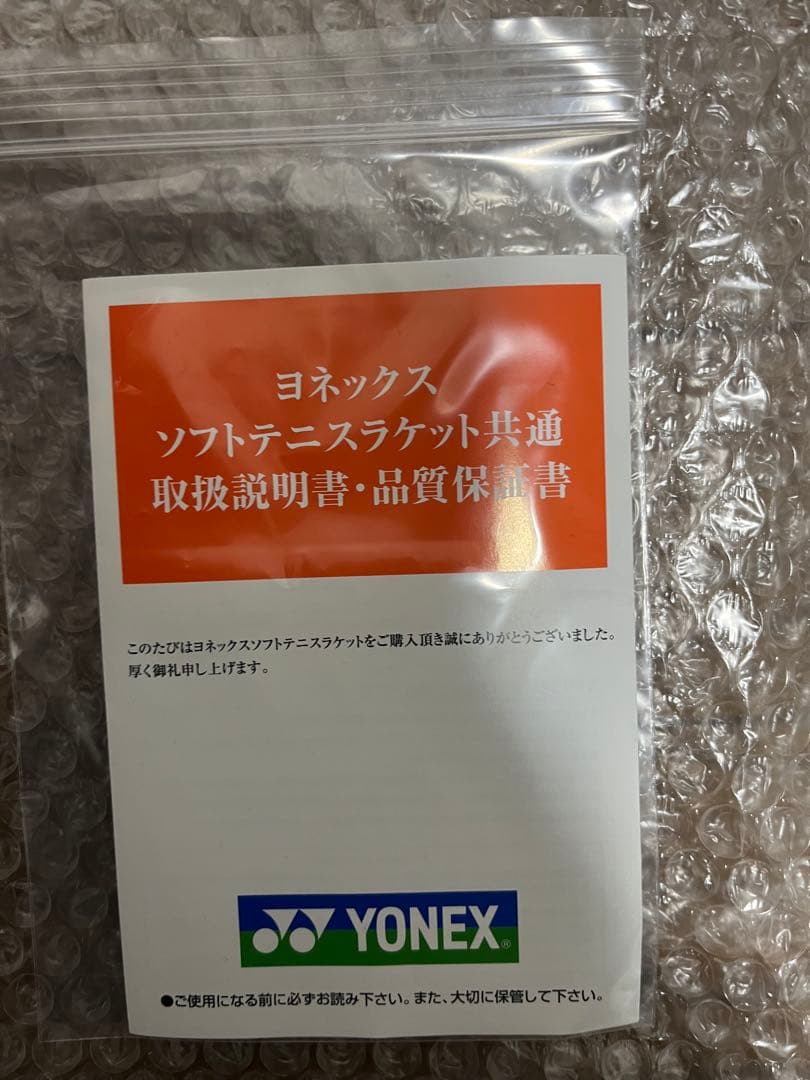 ヨネックス
ソフトテニスラケット共通
取扱説明書・品質保証書
このたびはヨネックスソフトテニスラケットをご購入頂き誠にありがとうございました。
厚く御礼申し上げます。
YONEX®
●ご使用になる前に必ずお読み下さい。また、大切に保管して下さい。